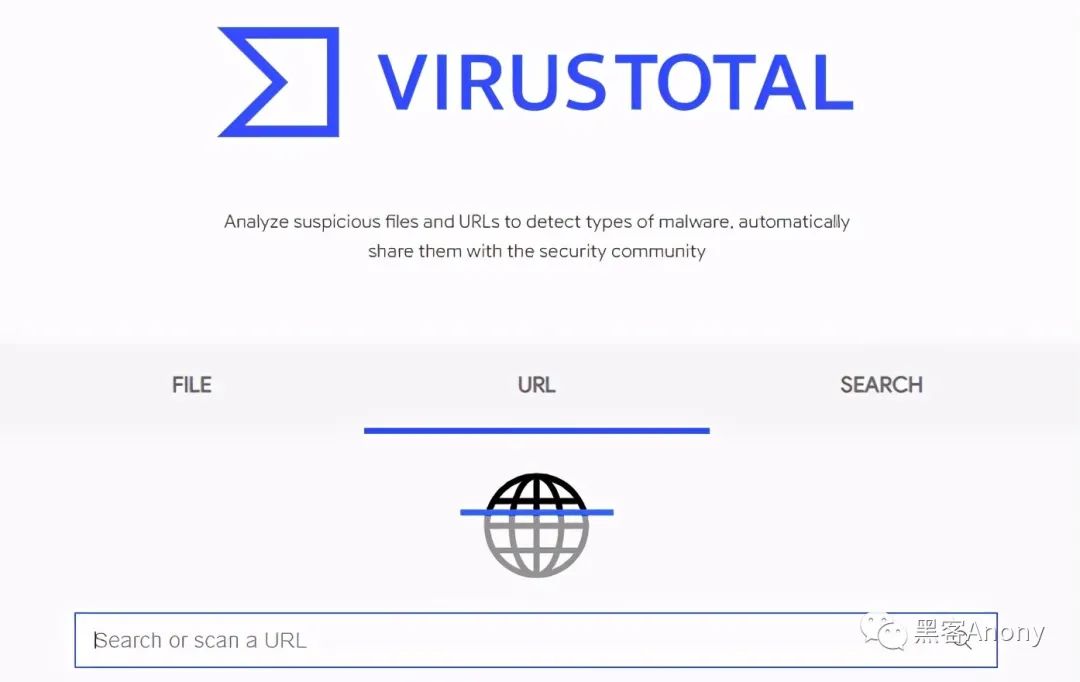 VIRUSTOTAL
Analyze suspicious files and URLs to detect types of malware, automatically
share them with the security community
FILE
URL
SEARCH
Search or scan a URL
黑客Anony